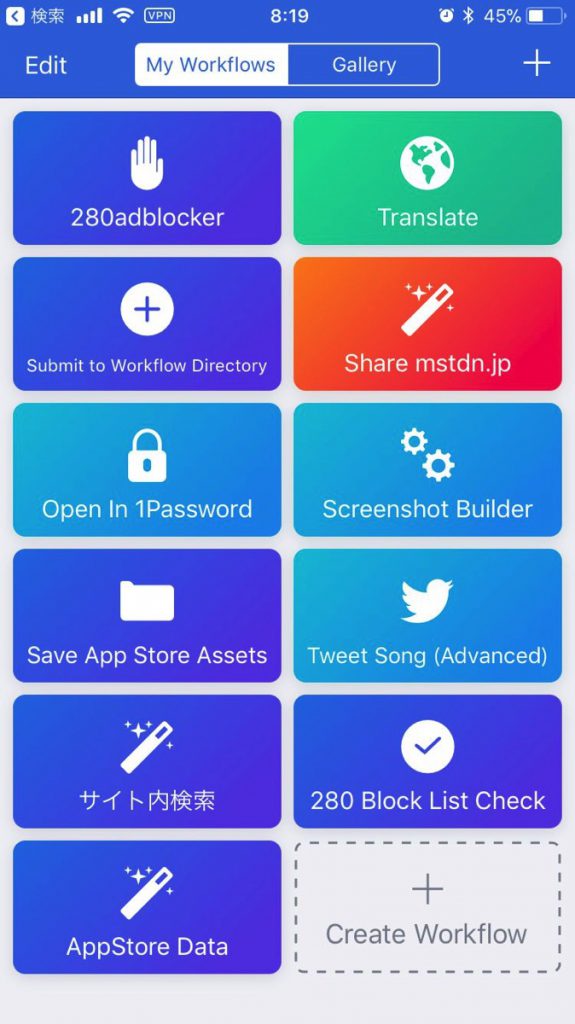 検索 VPN 8:19 45%
Edit My Workflows Gallery
280adblocker
Translate
Submit to Workflow Directory
Share mstdn.jp
Open In 1Password
Screenshot Builder
Save App Store Assets
Tweet Song (Advanced)
サイト内検索
280 Block List Check
AppStore Data
Create Workflow